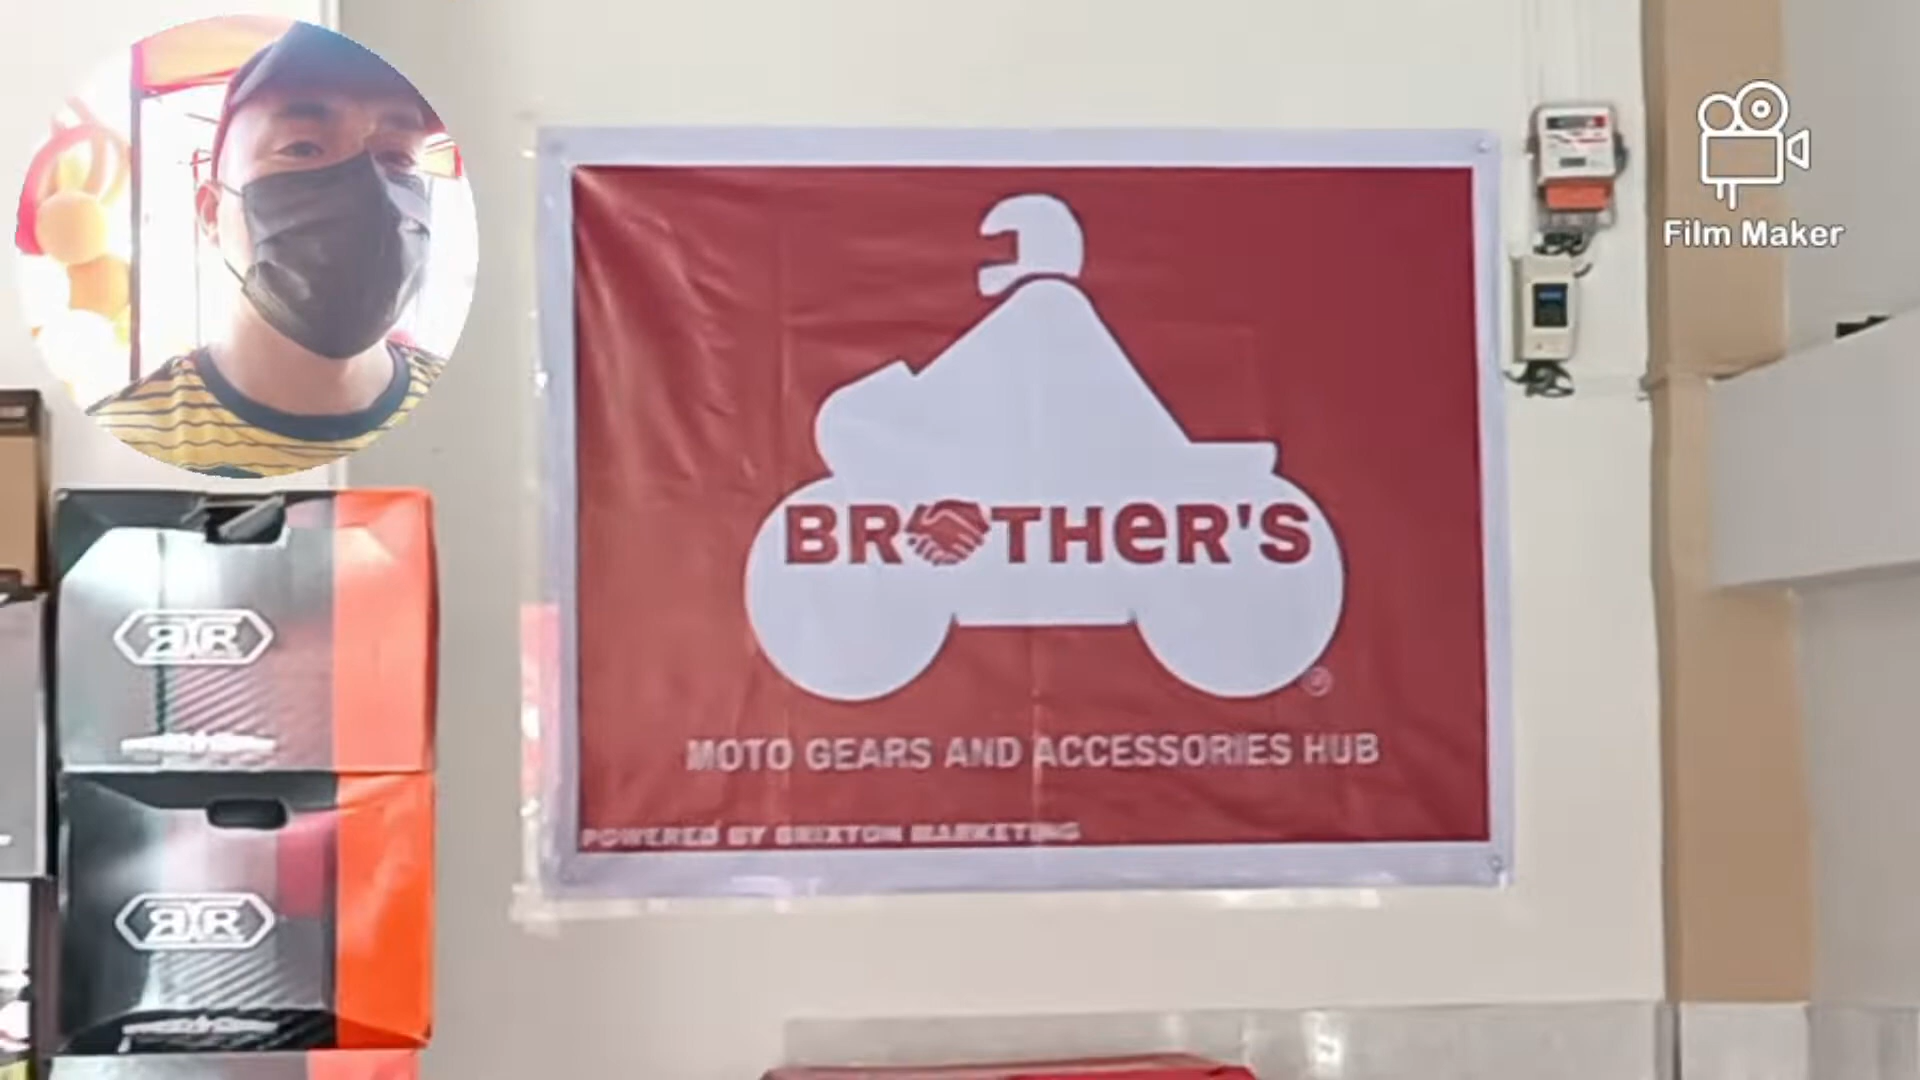 Film Maker
BROTHER'S
MOTO GEARS AND ACCESSORIES HUB
POWERED BY BRIXTON MARKETING